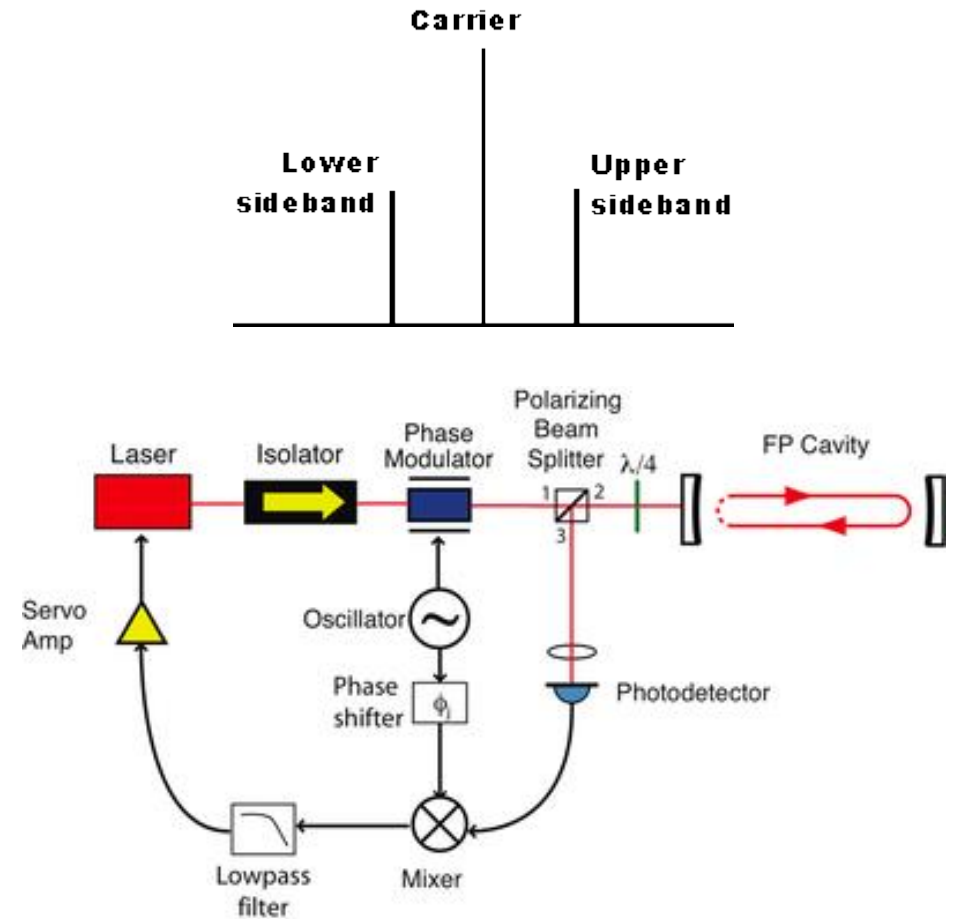 Carrier
Lower
sideband
Upper
sideband
Polarizing
Beam
Splitter
Phase
Modulator
Laser
Isolator
λ/4
FP Cavity
1
2
3
Servo
Amp
Oscillator
~
Phase
shifter
ϕi
Photodetector
Lowpass
filter
Mixer